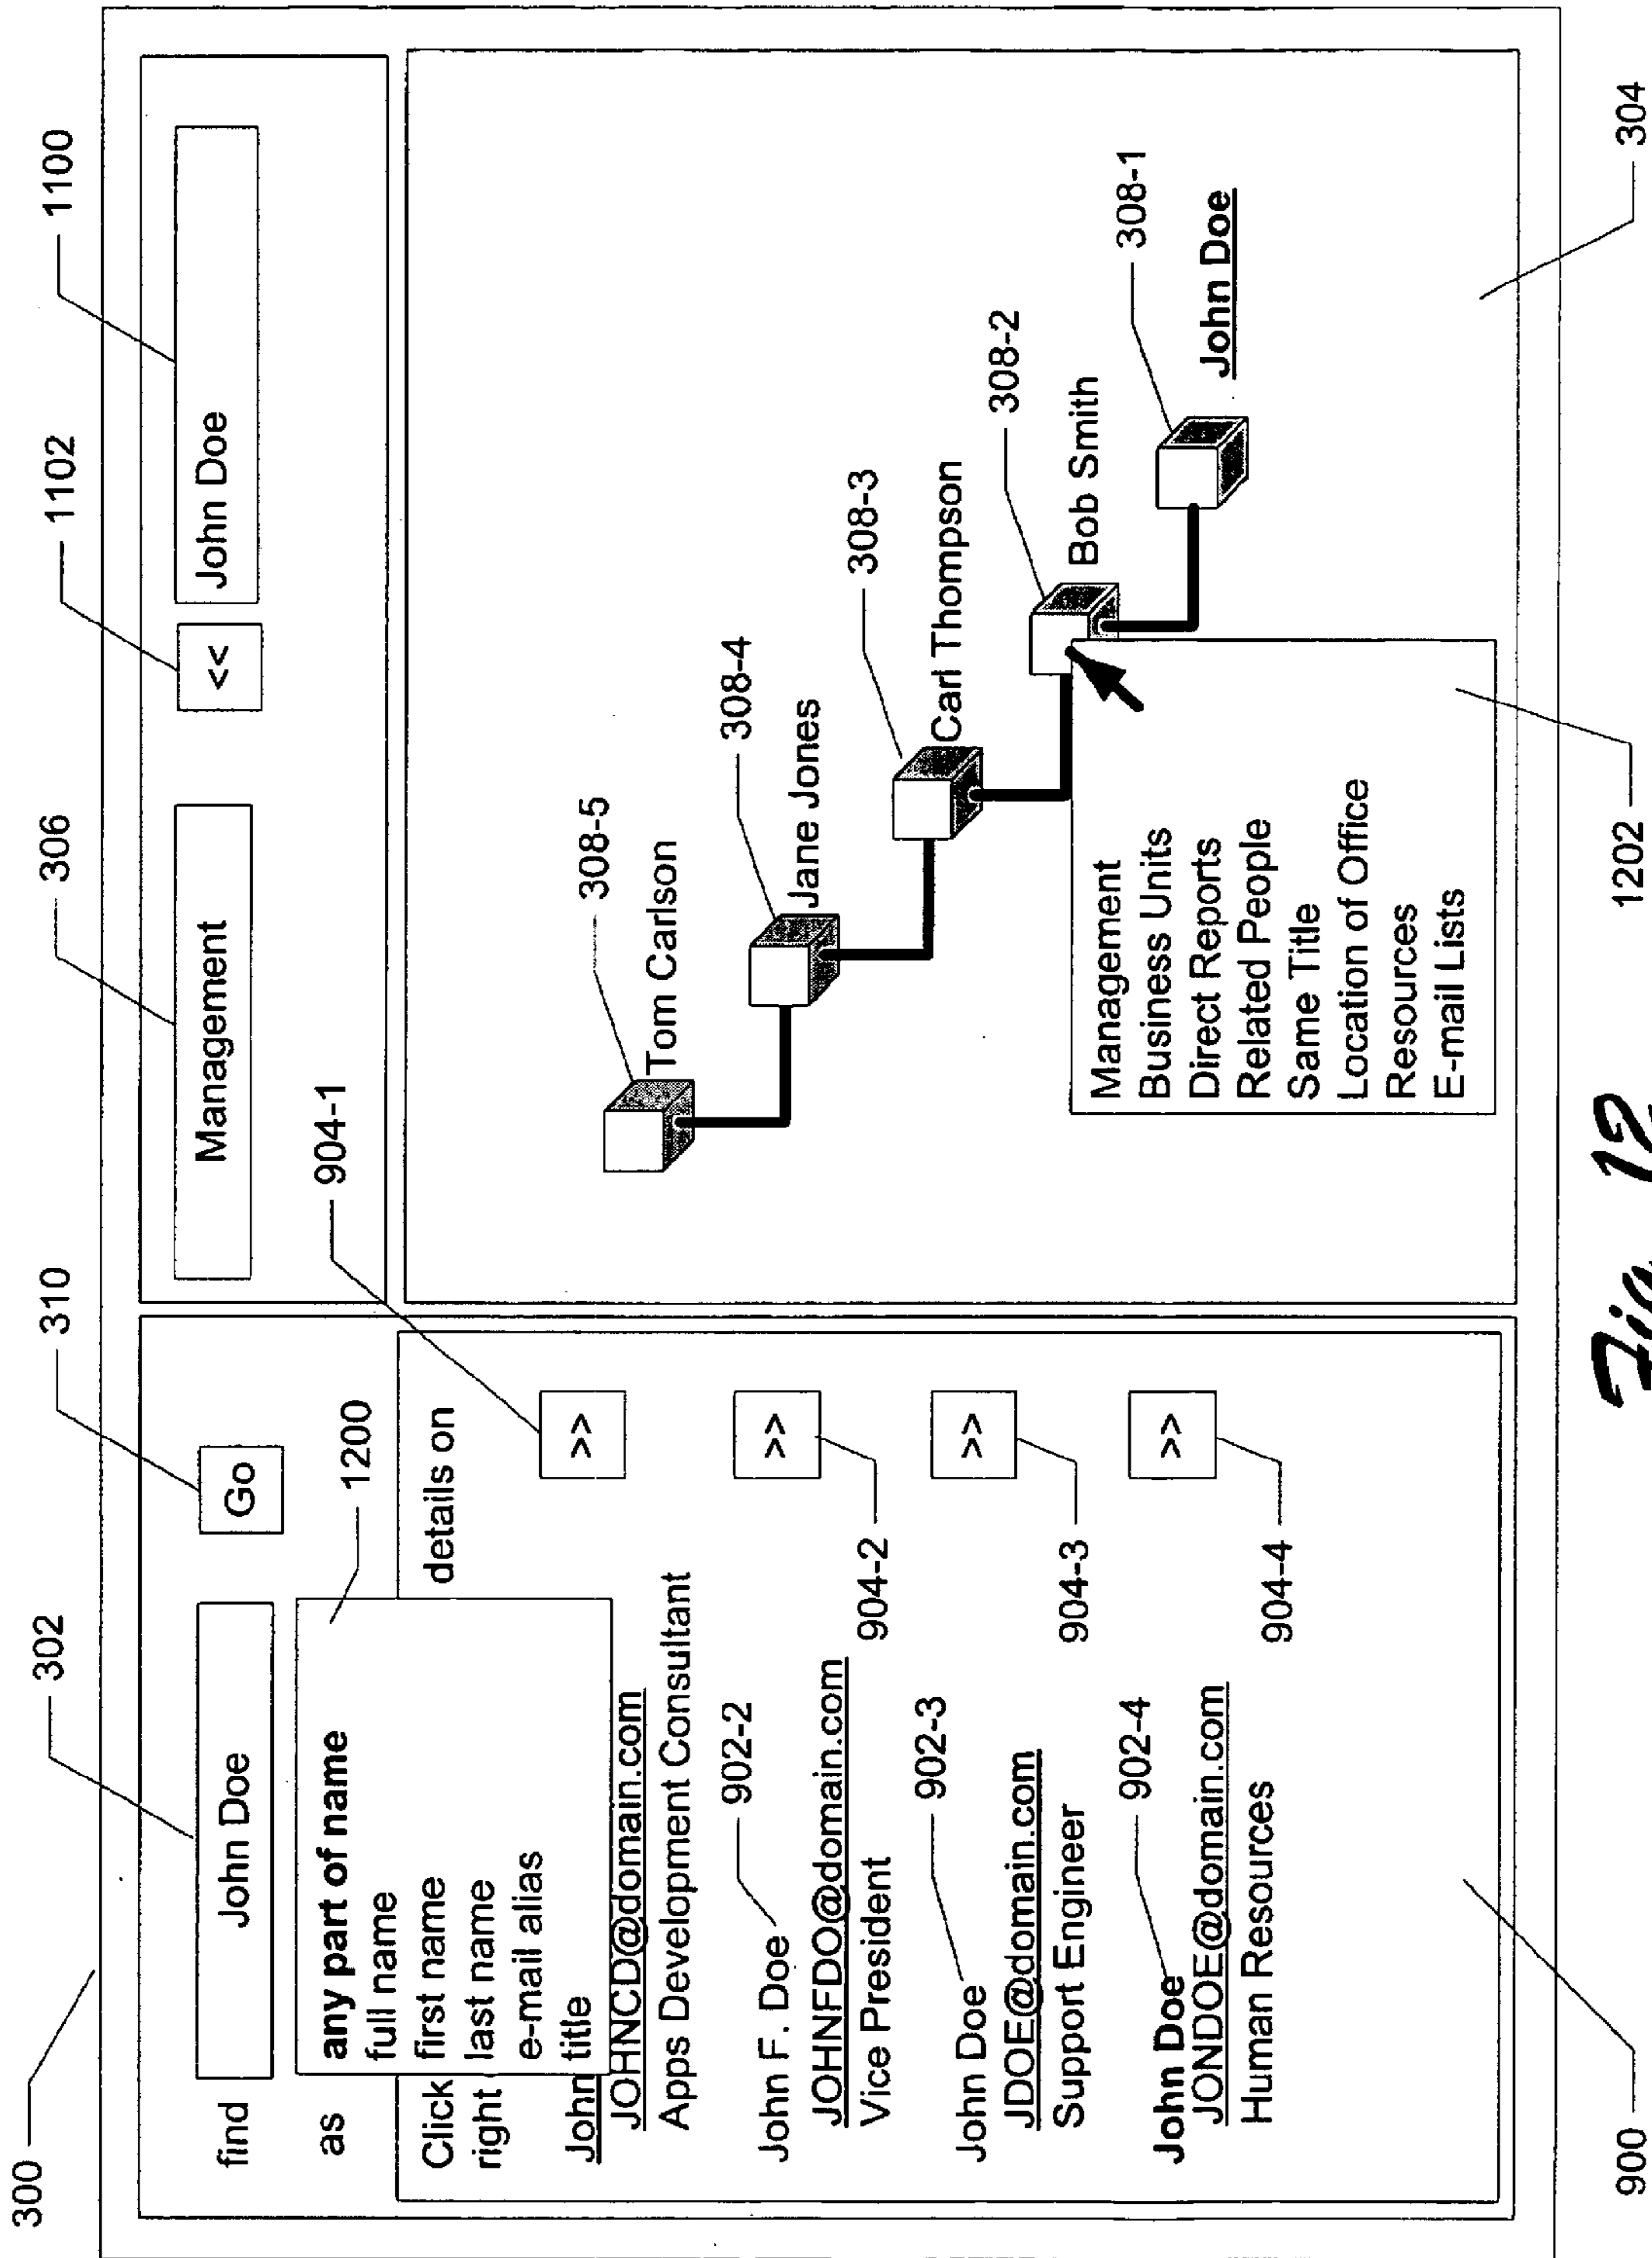 300
302
310
306
1102
1100
find
John Doe
Go
Management
<<
John Doe
as
any part of name
full name
first name
last name
e-mail alias
title
1200
904-1
Click
right
details on
John
JOHNCD@domain.com
Apps Development Consultant
>>
John F. Doe
902-2
JOHNFDO@domain.com
Vice President
>>
904-2
John Doe
902-3
JDOE@domain.com
Support Engineer
>>
904-3
John Doe
902-4
JONDOE@domain.com
Human Resources
>>
904-4
308-5
Tom Carlson
308-4
Jane Jones
308-3
Carl Thompson
308-2
Bob Smith
308-1
John Doe
Management
Business Units
Direct Reports
Related People
Same Title
Location of Office
Resources
E-mail Lists
900
1202
304
Fig. 12